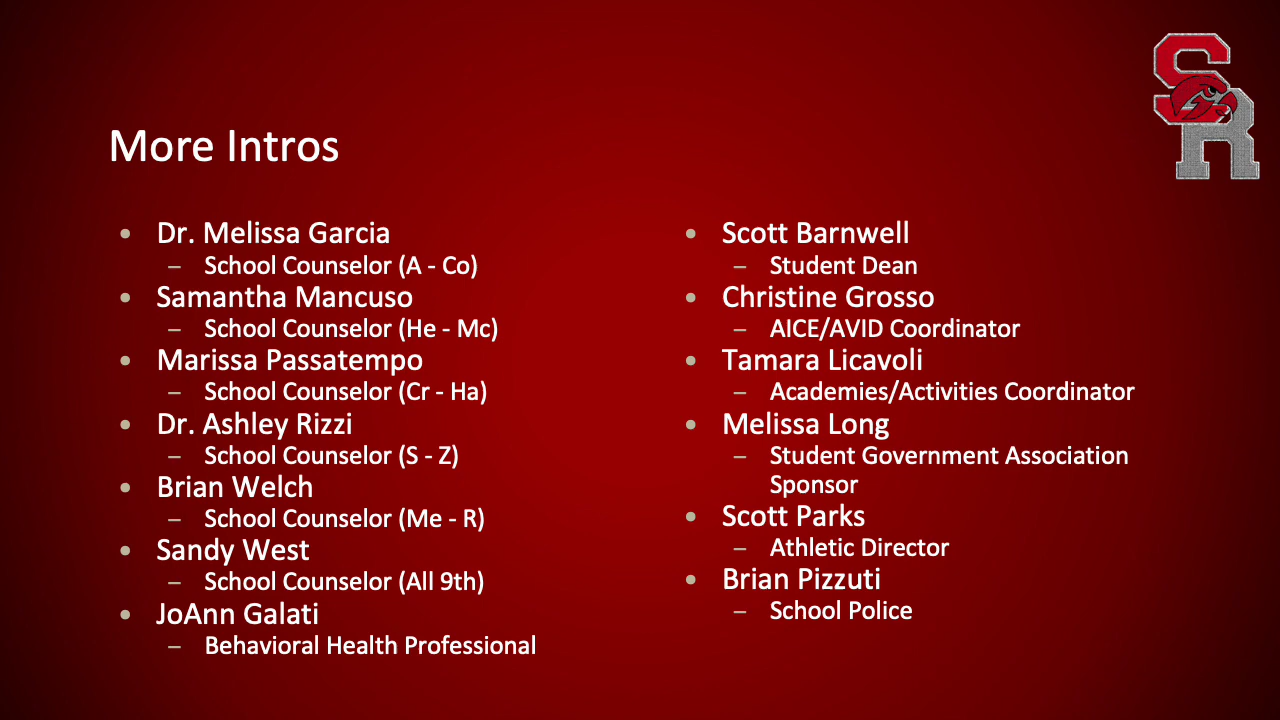 SR
More Intros
• Dr. Melissa Garcia
– School Counselor (A - Co)
• Samantha Mancuso
– School Counselor (He - Mc)
• Marissa Passatempo
– School Counselor (Cr - Ha)
• Dr. Ashley Rizzi
– School Counselor (S - Z)
• Brian Welch
– School Counselor (Me - R)
• Sandy West
– School Counselor (All 9th)
• JoAnn Galati
– Behavioral Health Professional
• Scott Barnwell
– Student Dean
• Christine Grosso
– AICE/AVID Coordinator
• Tamara Licavoli
– Academies/Activities Coordinator
• Melissa Long
– Student Government Association
Sponsor
• Scott Parks
– Athletic Director
• Brian Pizzuti
– School Police